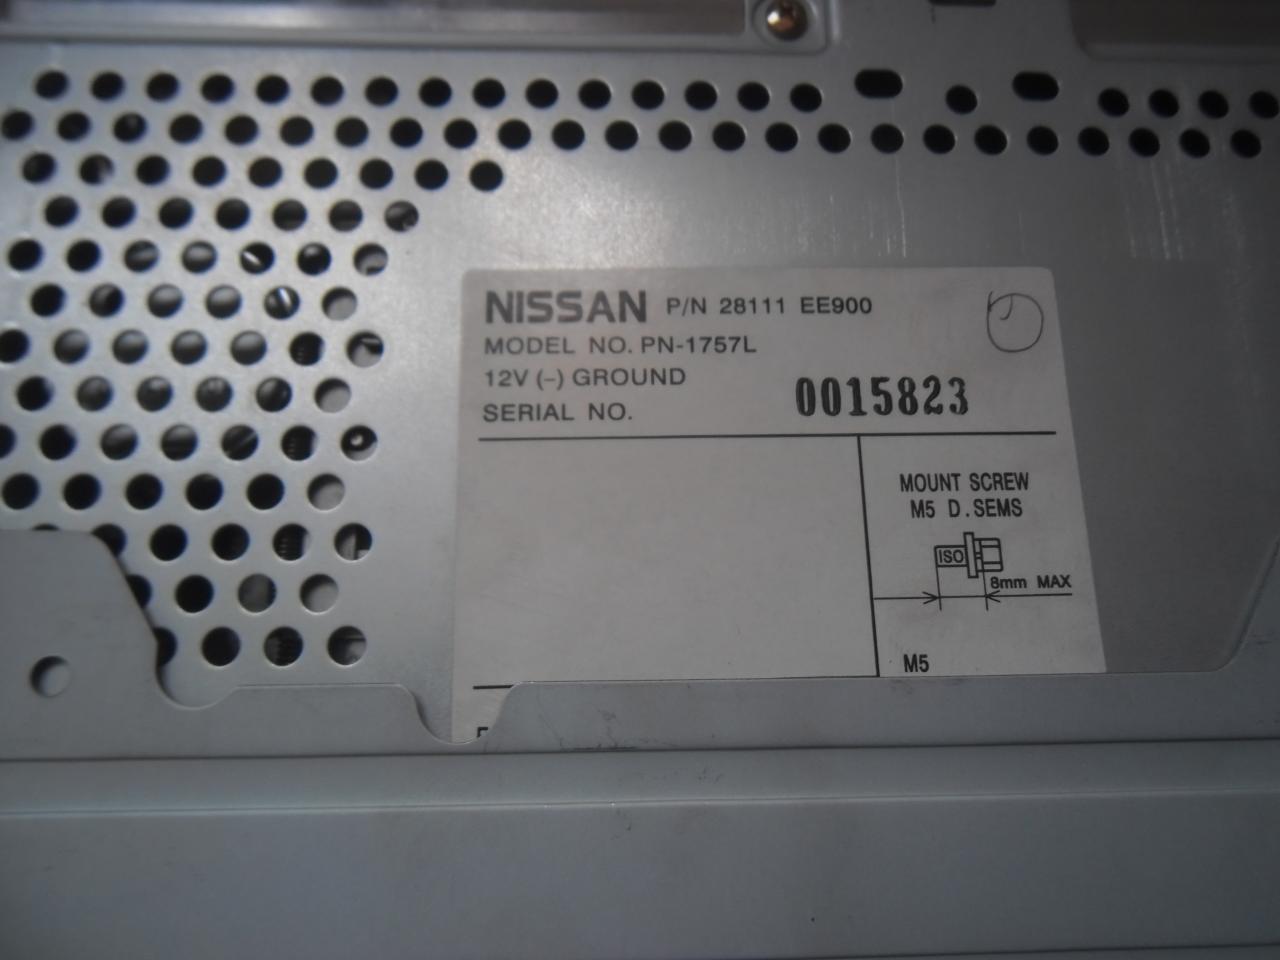 NISSAN P/N 28111 EE900
MODEL NO. PN-1757L
12V (-) GROUND
SERIAL NO. 0015823
MOUNT SCREW
M5 D.SEMS
ISO
8mm MAX
M5